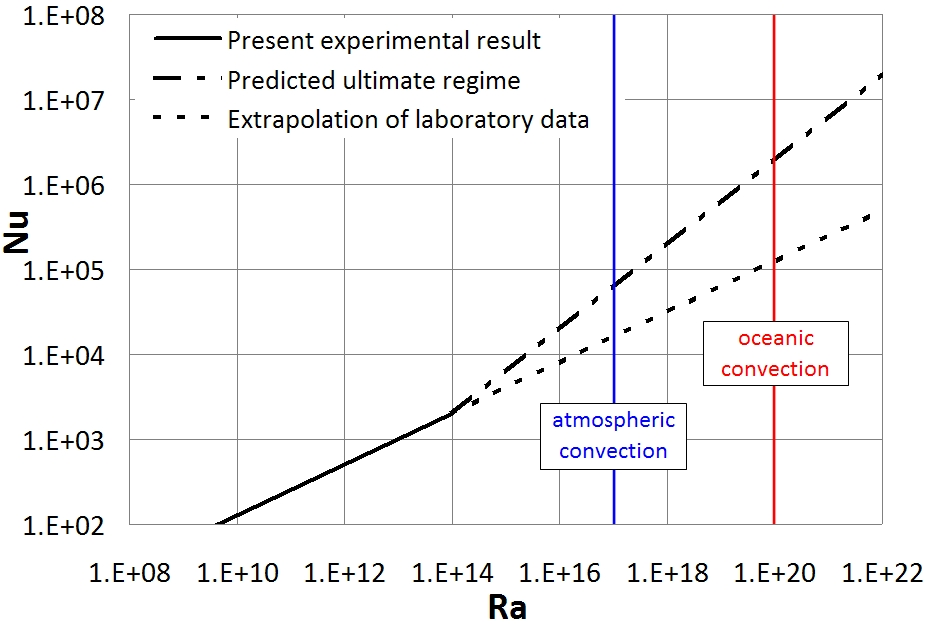 1.E+08
1.E+07
1.E+06
1.E+05
1.E+04
1.E+03
1.E+02
Nu
Present experimental result
Predicted ultimate regime
Extrapolation of laboratory data
oceanic
convection
atmospheric
convection
1.E+08 1.E+10 1.E+12 1.E+14 1.E+16 1.E+18 1.E+20 1.E+22
Ra